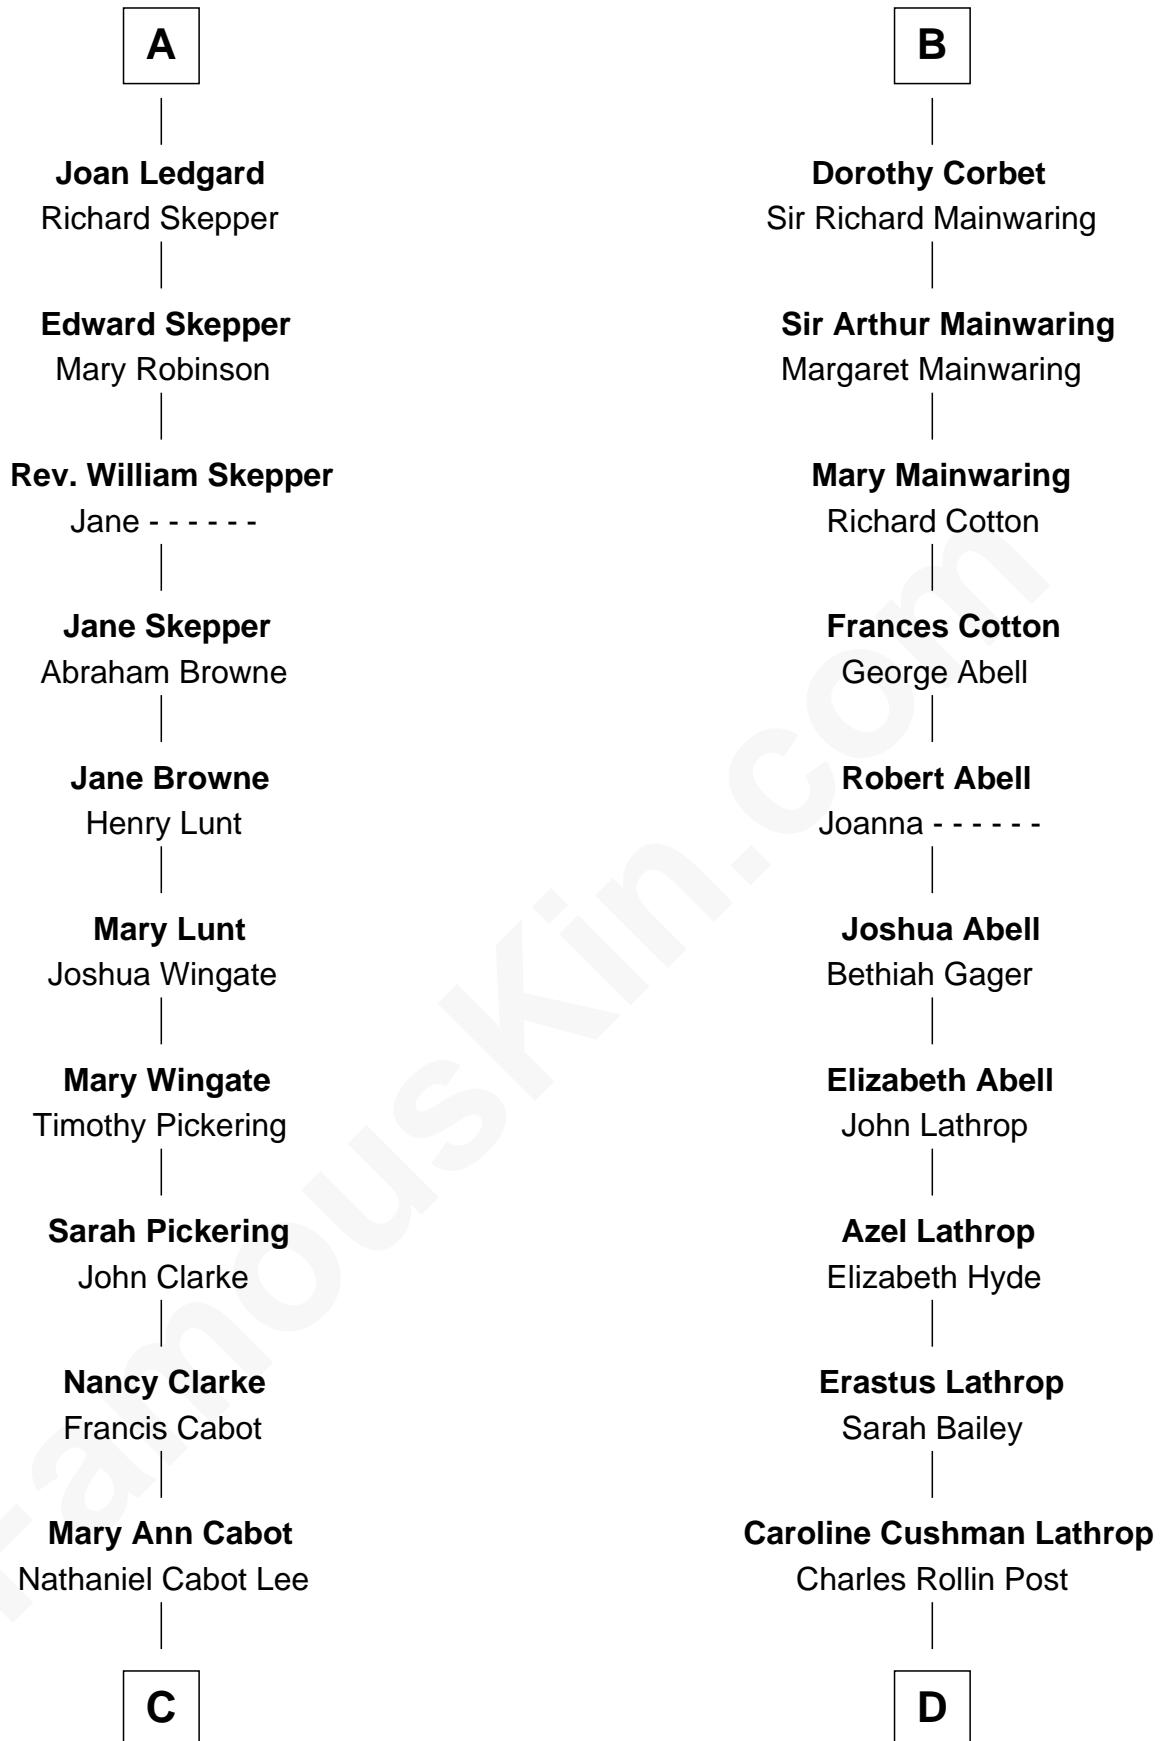 A
Joan Ledgard
Richard Skepper
Edward Skepper
Mary Robinson
Rev. William Skepper
Jane - - - - - -
Jane Skepper
Abraham Browne
Jane Browne
Henry Lunt
Mary Lunt
Joshua Wingate
Mary Wingate
Timothy Pickering
Sarah Pickering
John Clarke
Nancy Clarke
Francis Cabot
Mary Ann Cabot
Nathaniel Cabot Lee
C
B
Dorothy Corbet
Sir Richard Mainwaring
Sir Arthur Mainwaring
Margaret Mainwaring
Mary Mainwaring
Richard Cotton
Frances Cotton
George Abell
Robert Abell
Joanna - - - - - -
Joshua Abell
Bethiah Gager
Elizabeth Abell
John Lathrop
Azel Lathrop
Elizabeth Hyde
Erastus Lathrop
Sarah Bailey
Caroline Cushman Lathrop
Charles Rollin Post
D
FamousKin.com